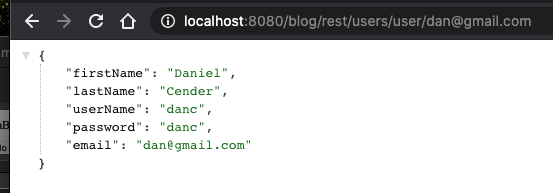 localhost:8080/blog/rest/users/user/dan@gmail.com
{
"firstName": "Daniel",
"lastName": "Cender",
"userName": "danc",
"password": "danc",
"email": "dan@gmail.com"
}